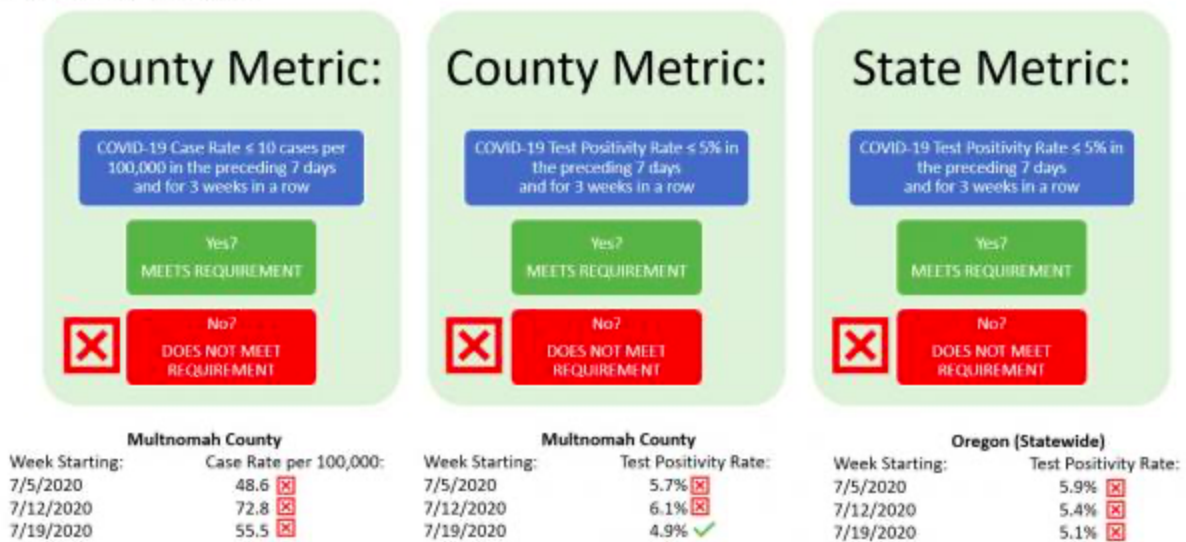 County Metric:
COVID-19 Case Rate ≤ 10 cases per
100,000 in the preceding 7 days
and for 3 weeks in a row
Yes?
MEETS REQUIREMENT
No?
DOES NOT MEET
REQUIREMENT
County Metric:
COVID-19 Test Positivity Rate ≤ 5% in
the preceding 7 days
and for 3 weeks in a row
Yes?
MEETS REQUIREMENT
No?
DOES NOT MEET
REQUIREMENT
State Metric:
COVID-19 Test Positivity Rate ≤ 5% in
the preceding 7 days
and for 3 weeks in a row
Yes?
MEETS REQUIREMENT
No?
DOES NOT MEET
REQUIREMENT
Multnomah County
Week Starting: Case Rate per 100,000:
7/5/2020 48.6
7/12/2020 72.8
7/19/2020 55.5
Multnomah County
Week Starting: Test Positivity Rate:
7/5/2020 5.7%
7/12/2020 6.1%
7/19/2020 4.9%
Oregon (Statewide)
Week Starting: Test Positivity Rate:
7/5/2020 5.9%
7/12/2020 5.4%
7/19/2020 5.1%